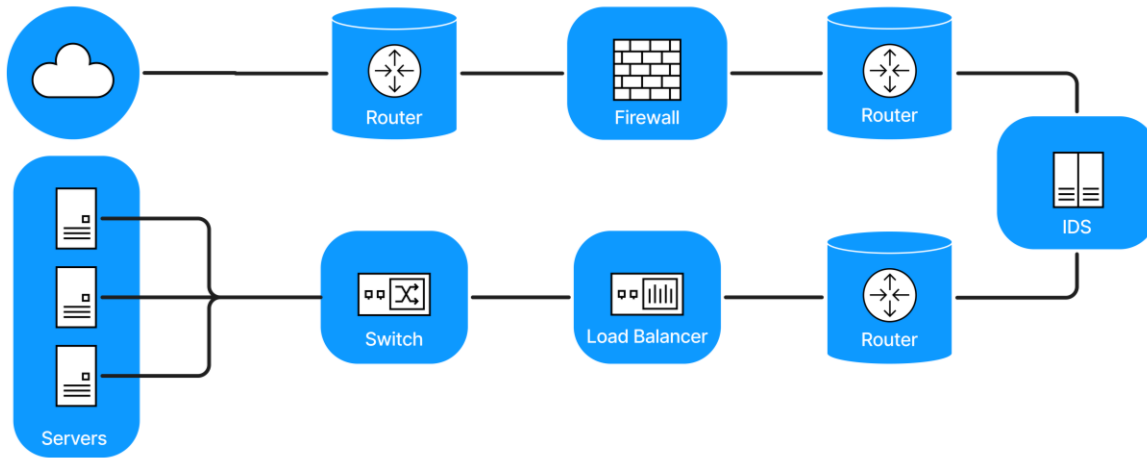 Router
Firewall
Router
IDS
Switch
Load Balancer
Router
Servers